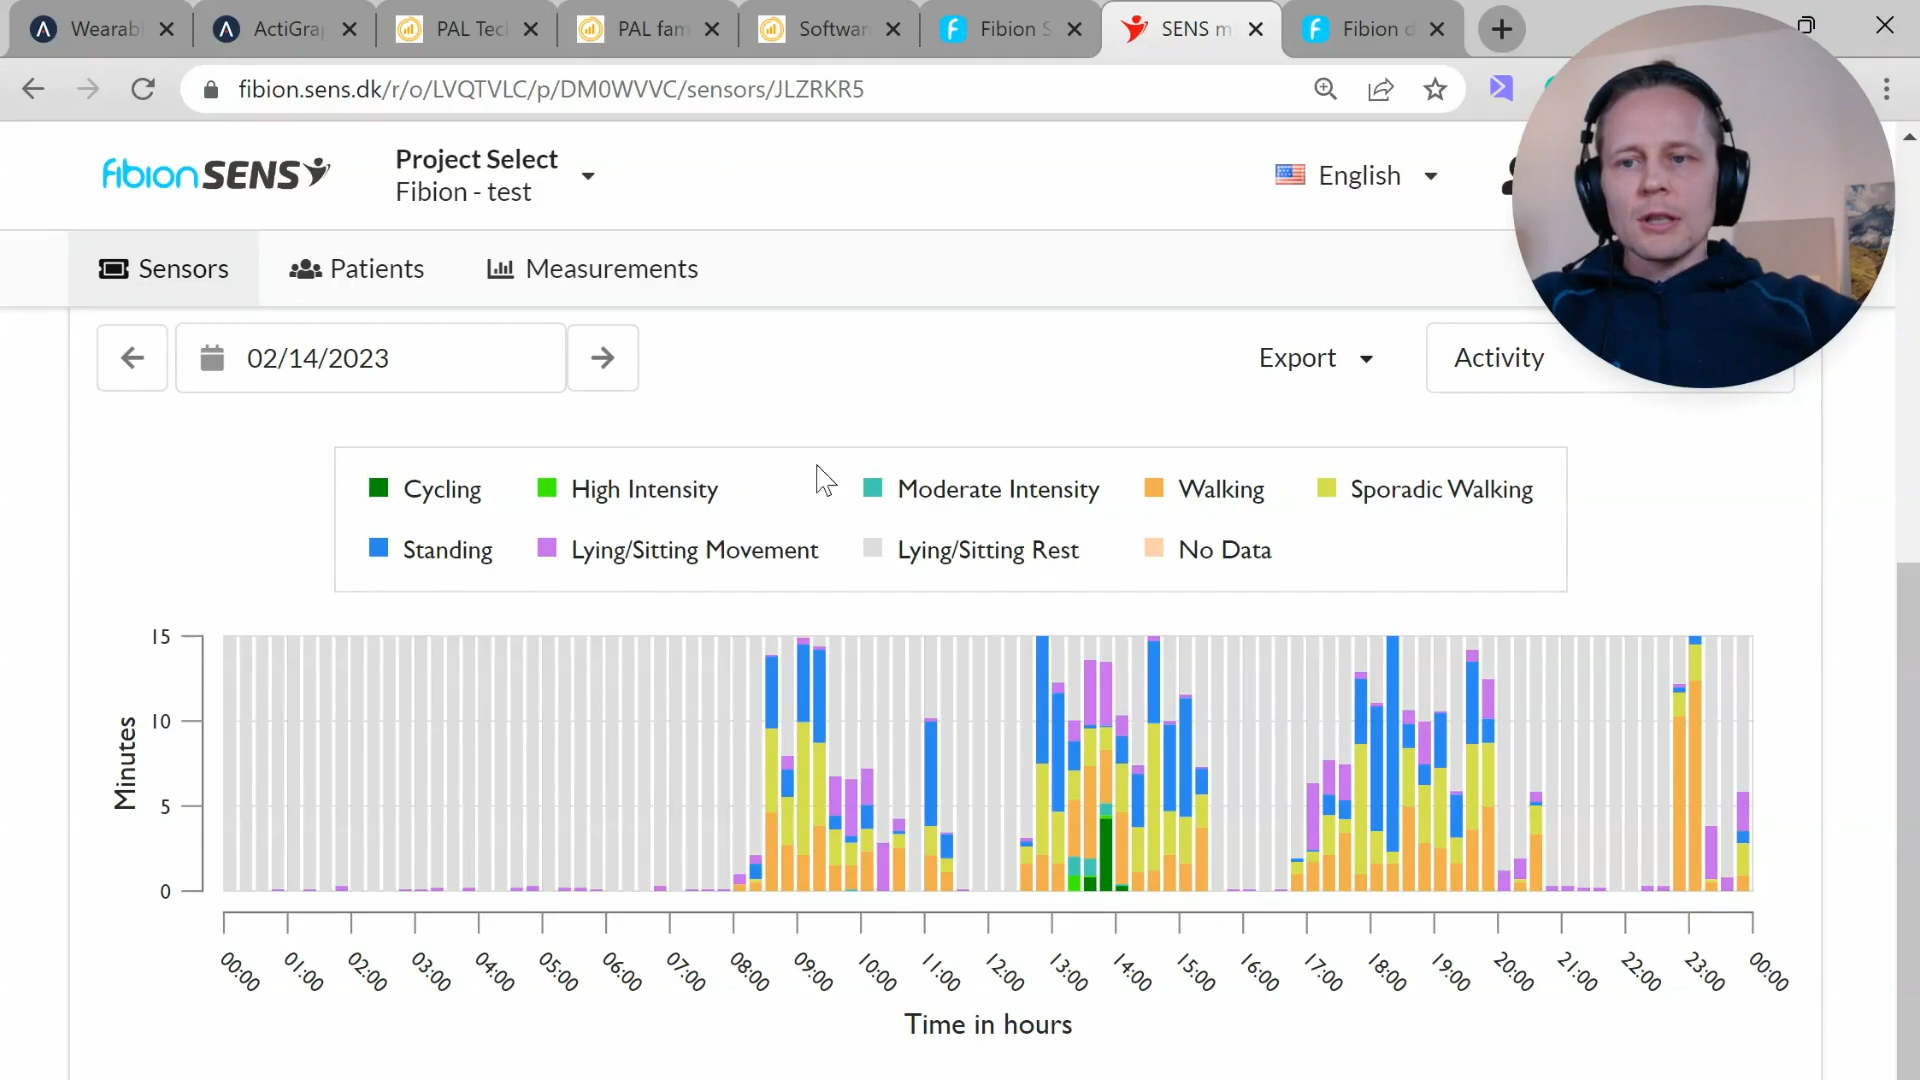 Wearabl
ActiGrap
PAL Tec
PAL fam
Softwar
Fibion S
SENS m
Fibion d
fibion.sens.dk/r/o/LVQTVLC/p/DM0WVVC/sensors/JLZRKR5
fibion SENS
Project Select
Fibion - test
English
Sensors
Patients
Measurements
02/14/2023
Export
Activity
Cycling
High Intensity
Moderate Intensity
Walking
Sporadic Walking
Standing
Lying/Sitting Movement
Lying/Sitting Rest
No Data
15
10
5
0
Minutes
00:00
01:00
02:00
03:00
04:00
05:00
06:00
07:00
08:00
09:00
10:00
11:00
12:00
13:00
14:00
15:00
16:00
17:00
18:00
19:00
20:00
21:00
22:00
23:00
00:00
Time in hours